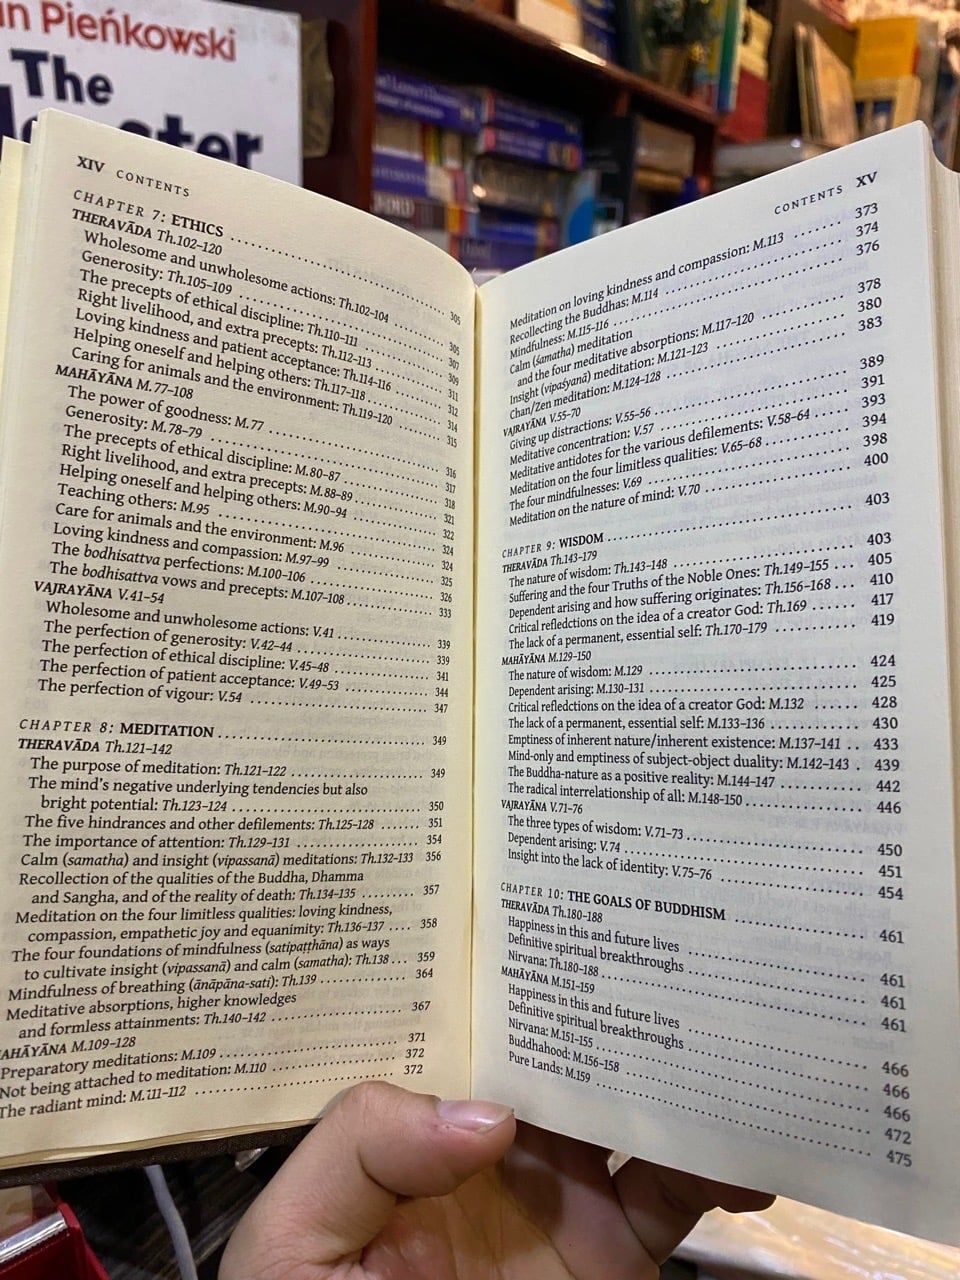 n Pieńkowski
The
XIV CONTENTS
CHAPTER 7: ETHICS ........ 305
THERAVĀDA Th.102–120
Wholesome and unwholesome actions: Th.102–104 ........ 305
Generosity: Th.105–109 ........ 307
The precepts of ethical discipline: Th.110–111 ........ 309
Right livelihood, and extra precepts: Th.112–113 ........ 311
Loving kindness and patient acceptance: Th.114–116 ........ 312
Helping oneself and helping others: Th.117–118 ........ 314
Caring for animals and the environment: Th.119–120 ........ 315
MAHĀYĀNA M.77–108
The power of goodness: M.77 ........ 316
Generosity: M.78–79 ........ 317
The precepts of ethical discipline: M.80–87 ........ 318
Right livelihood, and extra precepts: M.88–89 ........ 321
Helping oneself and helping others: M.90–94 ........ 322
Teaching others: M.95 ........ 324
Care for animals and the environment: M.96 ........ 324
Loving kindness and compassion: M.97–99 ........ 325
The bodhisattva perfections: M.100–106 ........ 326
The bodhisattva vows and precepts: M.107–108 ........ 333
VAJRAYĀNA V.41–54
Wholesome and unwholesome actions: V.41 ........ 339
The perfection of generosity: V.42–44 ........ 339
The perfection of ethical discipline: V.45–48 ........ 341
The perfection of patient acceptance: V.49–53 ........ 344
The perfection of vigour: V.54 ........ 347
CHAPTER 8: MEDITATION ........ 349
THERAVĀDA Th.121–142
The purpose of meditation: Th.121–122 ........ 349
The mind's negative underlying tendencies but also
bright potential: Th.123–124 ........ 350
The five hindrances and other defilements: Th.125–128 ........ 351
The importance of attention: Th.129–131 ........ 354
Calm (samatha) and insight (vipassanā) meditations: Th.132–133 356
Recollection of the qualities of the Buddha, Dhamma
and Sangha, and of the reality of death: Th.134–135 ........ 357
Meditation on the four limitless qualities: loving kindness,
compassion, empathetic joy and equanimity: Th.136–137 .... 358
The four foundations of mindfulness (satipaṭṭhāna) as ways
to cultivate insight (vipassanā) and calm (samatha): Th.138 ... 359
Mindfulness of breathing (ānāpāna-sati): Th.139 ........ 364
Meditative absorptions, higher knowledges
and formless attainments: Th.140–142 ........ 367
MAHĀYĀNA M.109–128
Preparatory meditations: M.109 ........ 371
Not being attached to meditation: M.110 ........ 372
The radiant mind: M.111–112 ........ 372
CONTENTS XV
Meditation on loving kindness and compassion: M.113 ........ 373
Recollecting the Buddhas: M.114 ........ 374
Mindfulness: M.115–116 ........ 376
Calm (śamatha) meditation
and the four meditative absorptions: M.117–120 ........ 378
Insight (vipaśyanā) meditation: M.121–123 ........ 380
Chan/Zen meditation: M.124–128 ........ 383
VAJRAYĀNA V.55–70
Giving up distractions: V.55–56 ........ 389
Meditative concentration: V.57 ........ 391
Meditative antidotes for the various defilements: V.58–64 ..... 393
Meditation on the four limitless qualities: V.65–68 ........ 394
The four mindfulnesses: V.69 ........ 398
Meditation on the nature of mind: V.70 ........ 400
CHAPTER 9: WISDOM ........ 403
THERAVĀDA Th.143–179
The nature of wisdom: Th.143–148 ........ 403
Suffering and the four Truths of the Noble Ones: Th.149–155 ... 405
Dependent arising and how suffering originates: Th.156–168 ... 410
Critical refledctions on the idea of a creator God: Th.169 ...... 417
The lack of a permanent, essential self: Th.170–179 ........ 419
MAHĀYĀNA M.129–150
The nature of wisdom: M.129 ........ 424
Dependent arising: M.130–131 ........ 425
Critical refledctions on the idea of a creator God: M.132 ....... 428
The lack of a permanent, essential self: M.133–136 ........ 430
Emptiness of inherent nature/inherent existence: M.137–141 .. 433
Mind-only and emptiness of subject-object duality: M.142–143 . 439
The Buddha-nature as a positive reality: M.144–147 ........ 442
The radical interrelationship of all: M.148–150 ........ 446
VAJRAYĀNA V.71–76
The three types of wisdom: V.71–73 ........ 450
Dependent arising: V.74 ........ 451
Insight into the lack of identity: V.75–76 ........ 454
CHAPTER 10: THE GOALS OF BUDDHISM ........ 461
THERAVĀDA Th.180–188
Happiness in this and future lives ........ 461
Definitive spiritual breakthroughs ........ 461
Nirvana: Th.180–188 ........ 461
MAHĀYĀNA M.151–159
Happiness in this and future lives ........ 466
Definitive spiritual breakthroughs ........ 466
Nirvana: M.151–155 ........ 466
Buddhahood: M.156–158 ........ 472
Pure Lands: M.159 ........ 475